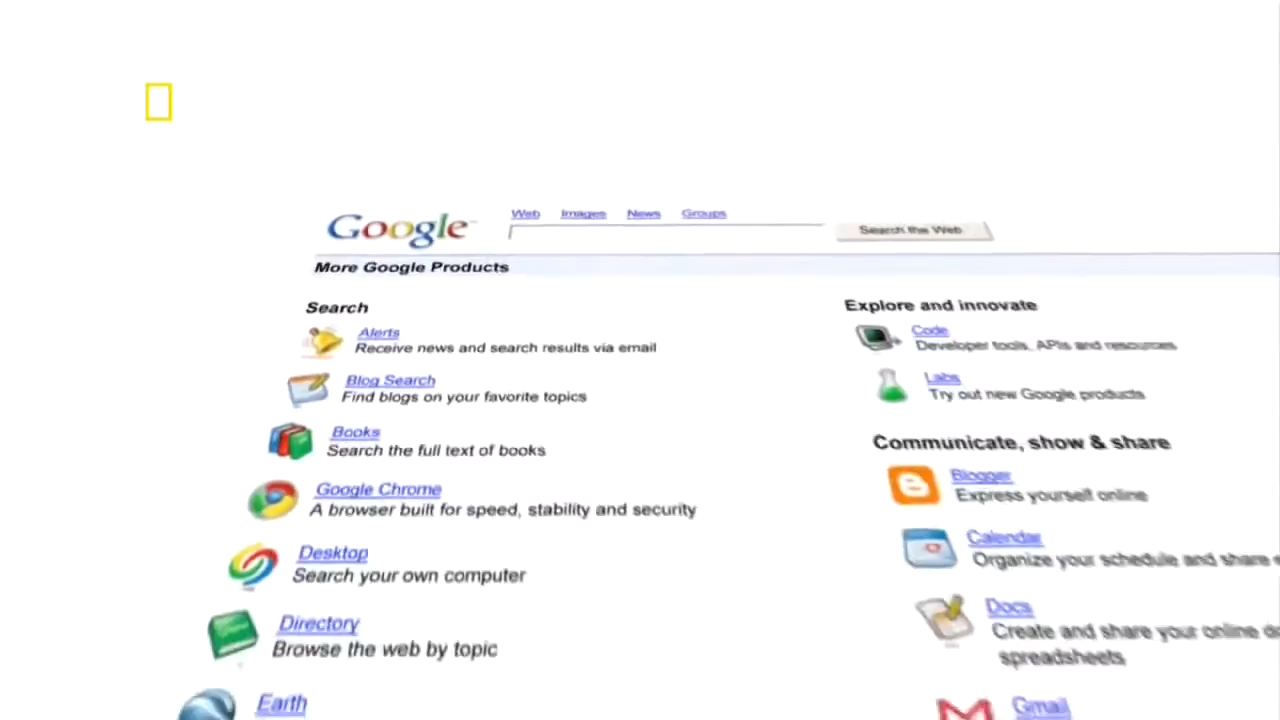 Google™
Web Images News Groups
Search the Web
More Google Products
Search
Alerts
Receive news and search results via email
Blog Search
Find blogs on your favorite topics
Books
Search the full text of books
Google Chrome
A browser built for speed, stability and security
Desktop
Search your own computer
Directory
Browse the web by topic
Earth
Explore and innovate
Code
Developer tools, APIs and resources
Labs
Try out new Google products
Communicate, show & share
Blogger
Express yourself online
Calendar
Organize your schedule and share
Docs
Create and share your online
spreadsheets
Gmail